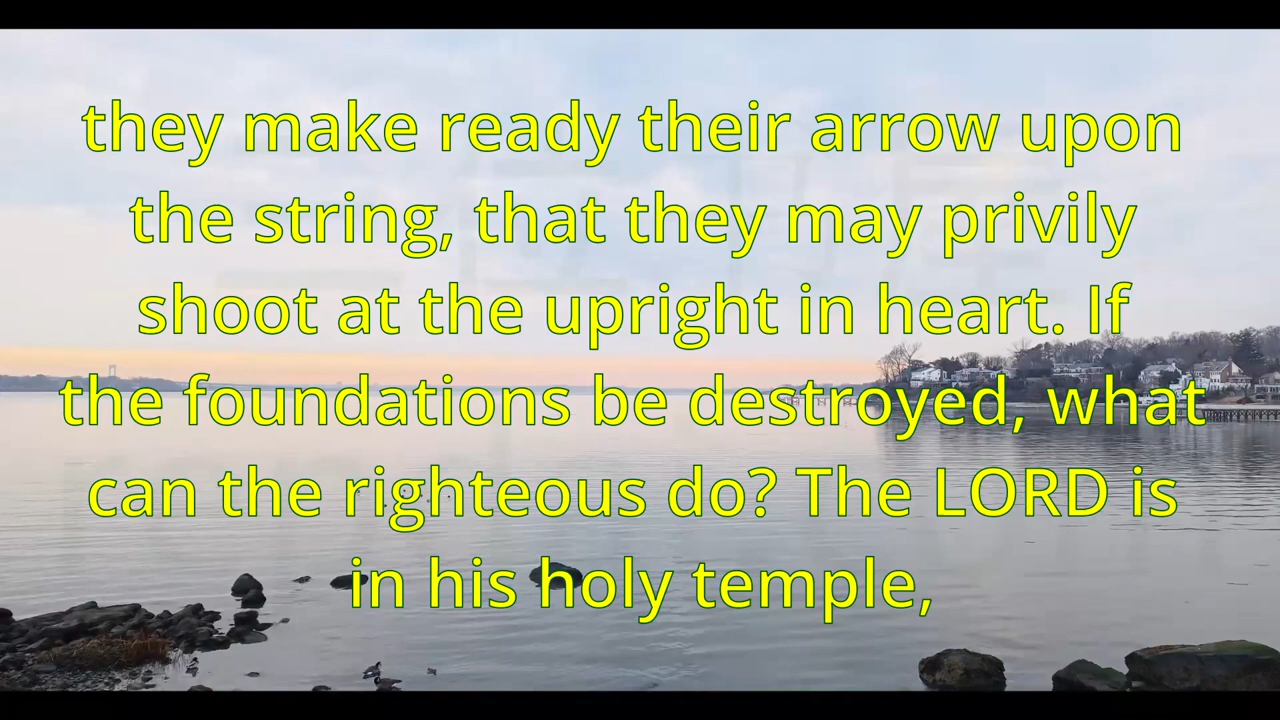 they make ready their arrow upon
the string, that they may privily
shoot at the upright in heart. If
the foundations be destroyed, what
can the righteous do? The LORD is
in his holy temple,